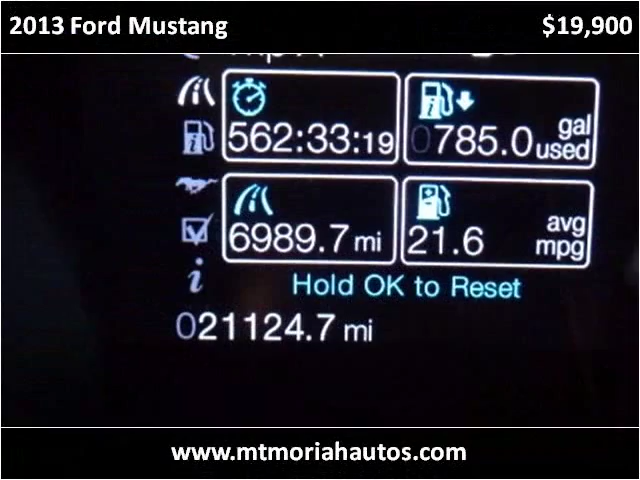 2013 Ford Mustang $19,900
562:33:19 0785.0 gal used
6989.7 mi 21.6 avg mpg
Hold OK to Reset
021124.7 mi
www.mtmoriahautos.com